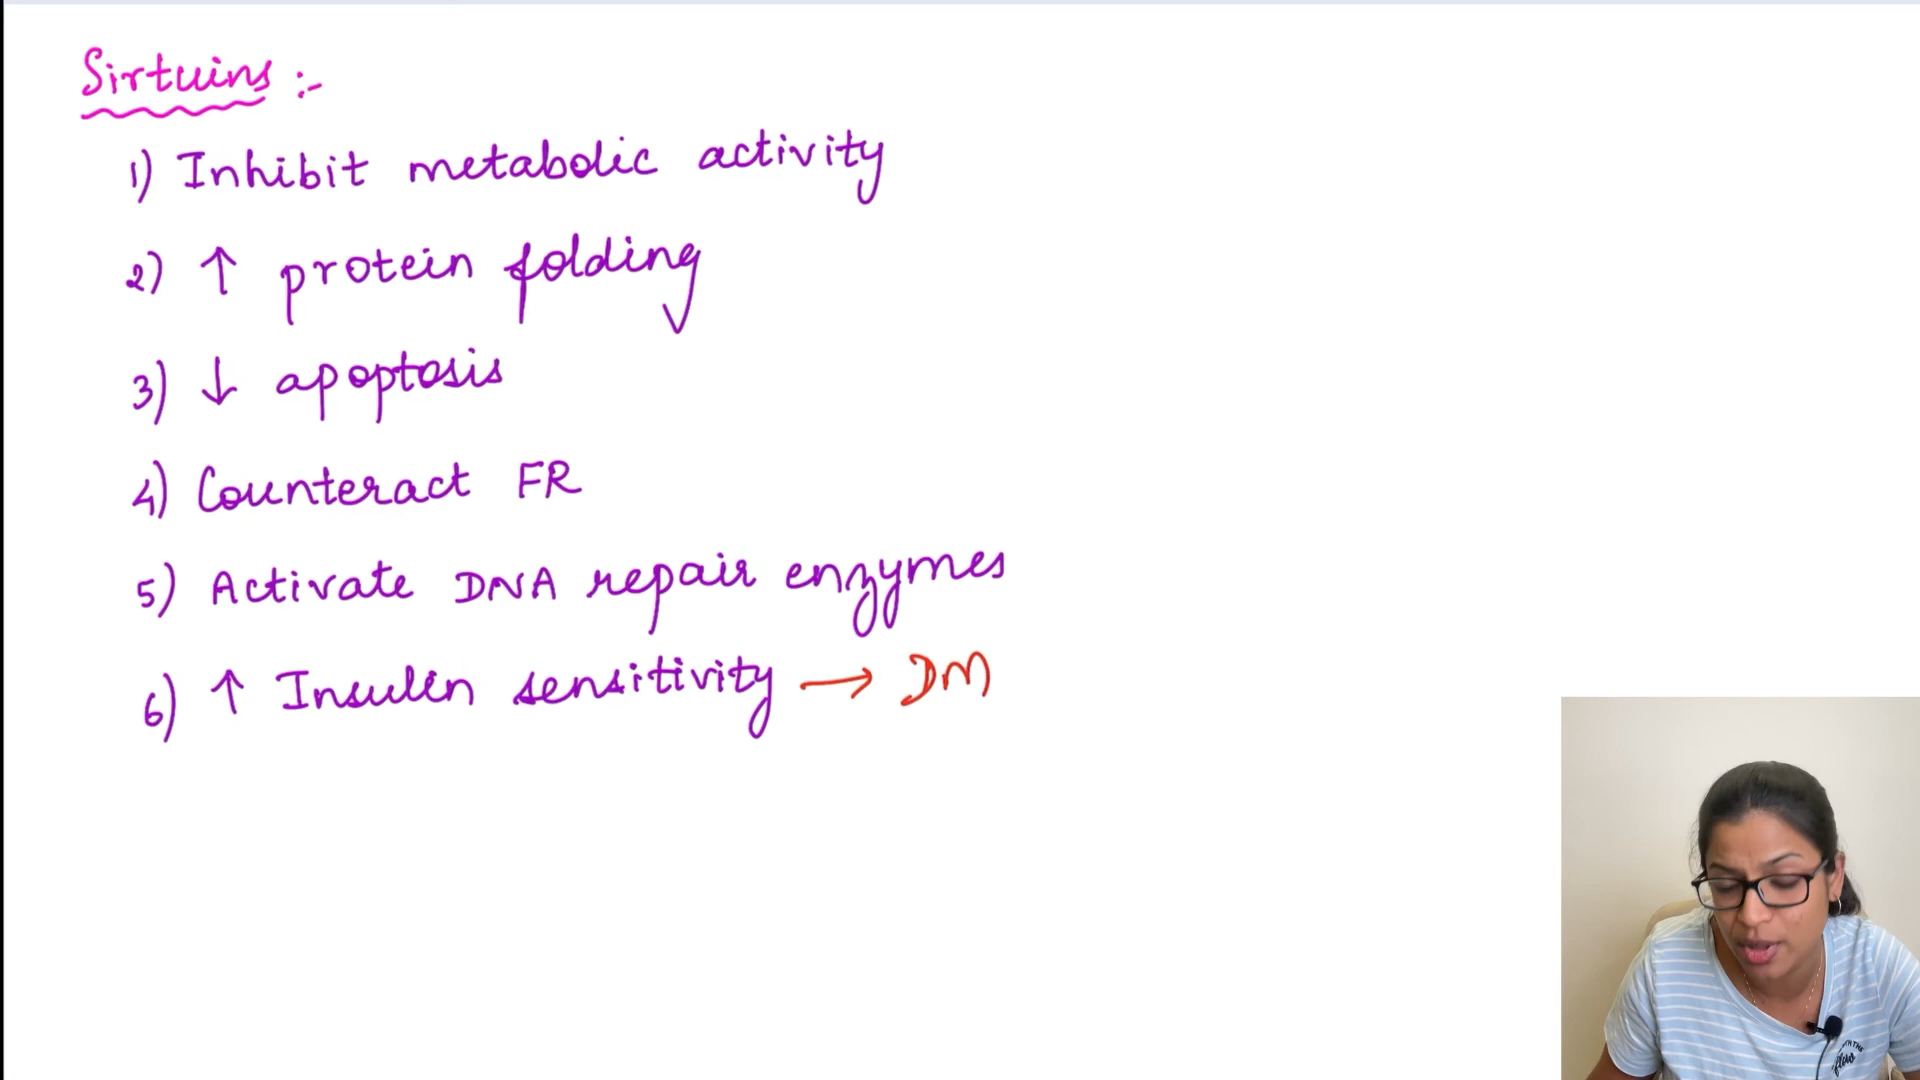 Sirtuins :-
1) Inhibit metabolic activity
2) ↑ protein folding
3) ↓ apoptosis
4) Counteract FR
5) Activate DNA repair enzymes
6) ↑ Insulin sensitivity → DM